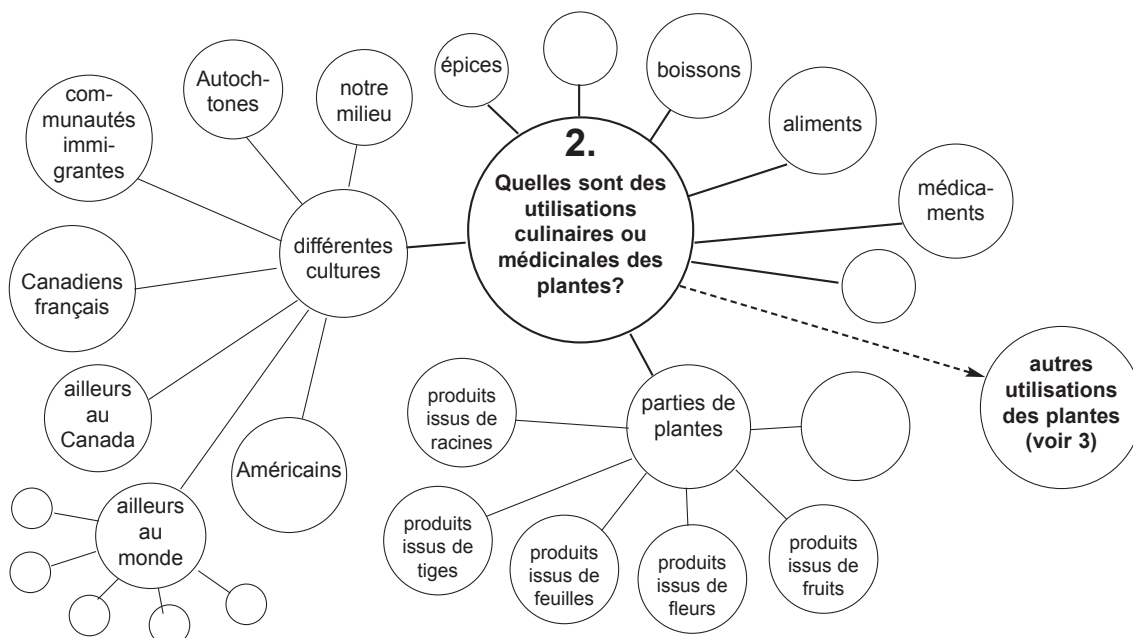 2.
Quelles sont des
utilisations
culinaires ou
médicinales des
plantes?
épices
boissons
aliments
médica-
ments
autres
utilisations
des plantes
(voir 3)
parties de
plantes
produits
issus de
racines
produits
issus de
tiges
produits
issus de
feuilles
produits
issus de
fleurs
produits
issus de
fruits
différentes
cultures
notre
milieu
Autoch-
tones
com-
munautés
immi-
grantes
Canadiens
français
ailleurs
au
Canada
ailleurs
au
monde
Américains